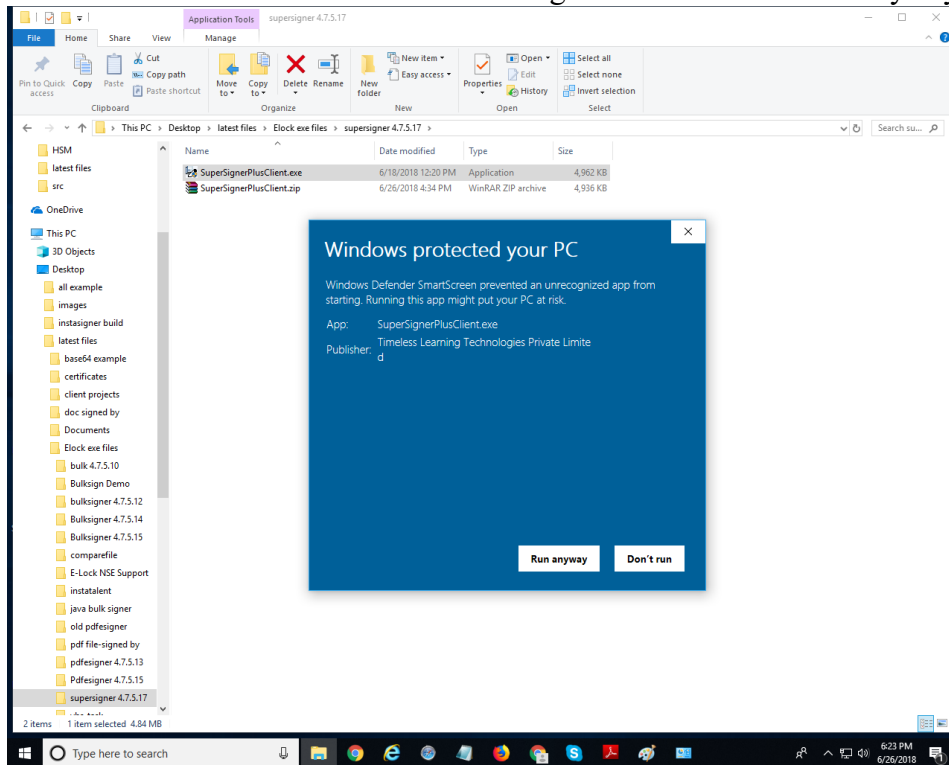 Application Tools supersigner 4.7.5.17
File Home Share View Manage
Pin to Quick access
Copy
Paste
Cut
Copy path
Paste shortcut
Clipboard
Move to
Copy to
Delete
Rename
Organize
New folder
New item
Easy access
New
Properties
Open
Edit
History
Open
Select all
Select none
Invert selection
Select
This PC > Desktop > latest files > Elock exe files > supersigner 4.7.5.17 >
Search su...
Name Date modified Type Size
SuperSignerPlusClient.exe 6/18/2018 12:20 PM Application 4,962 KB
SuperSignerPlusClient.zip 6/26/2018 4:34 PM WinRAR ZIP archive 4,936 KB
HSM
latest files
src
OneDrive
This PC
3D Objects
Desktop
all example
images
instasigner build
latest files
base64 example
certificates
client projects
doc signed by
Documents
Elock exe files
bulk 4.7.5.10
Bulksign Demo
bulksigner 4.7.5.12
Bulksigner 4.7.5.14
Bulksigner 4.7.5.15
comparefile
E-Lock NSE Support
instatalent
java bulk signer
old pdfesigner
pdf file-signed by
pdfesigner 4.7.5.13
Pdfesigner 4.7.5.15
supersigner 4.7.5.17
Windows protected your PC
Windows Defender SmartScreen prevented an unrecognized app from
starting. Running this app might put your PC at risk.
App: SuperSignerPlusClient.exe
Publisher: Timeless Learning Technologies Private Limite
d
Run anyway Don't run
2 items 1 item selected 4.84 MB
Type here to search
6:23 PM
6/26/2018